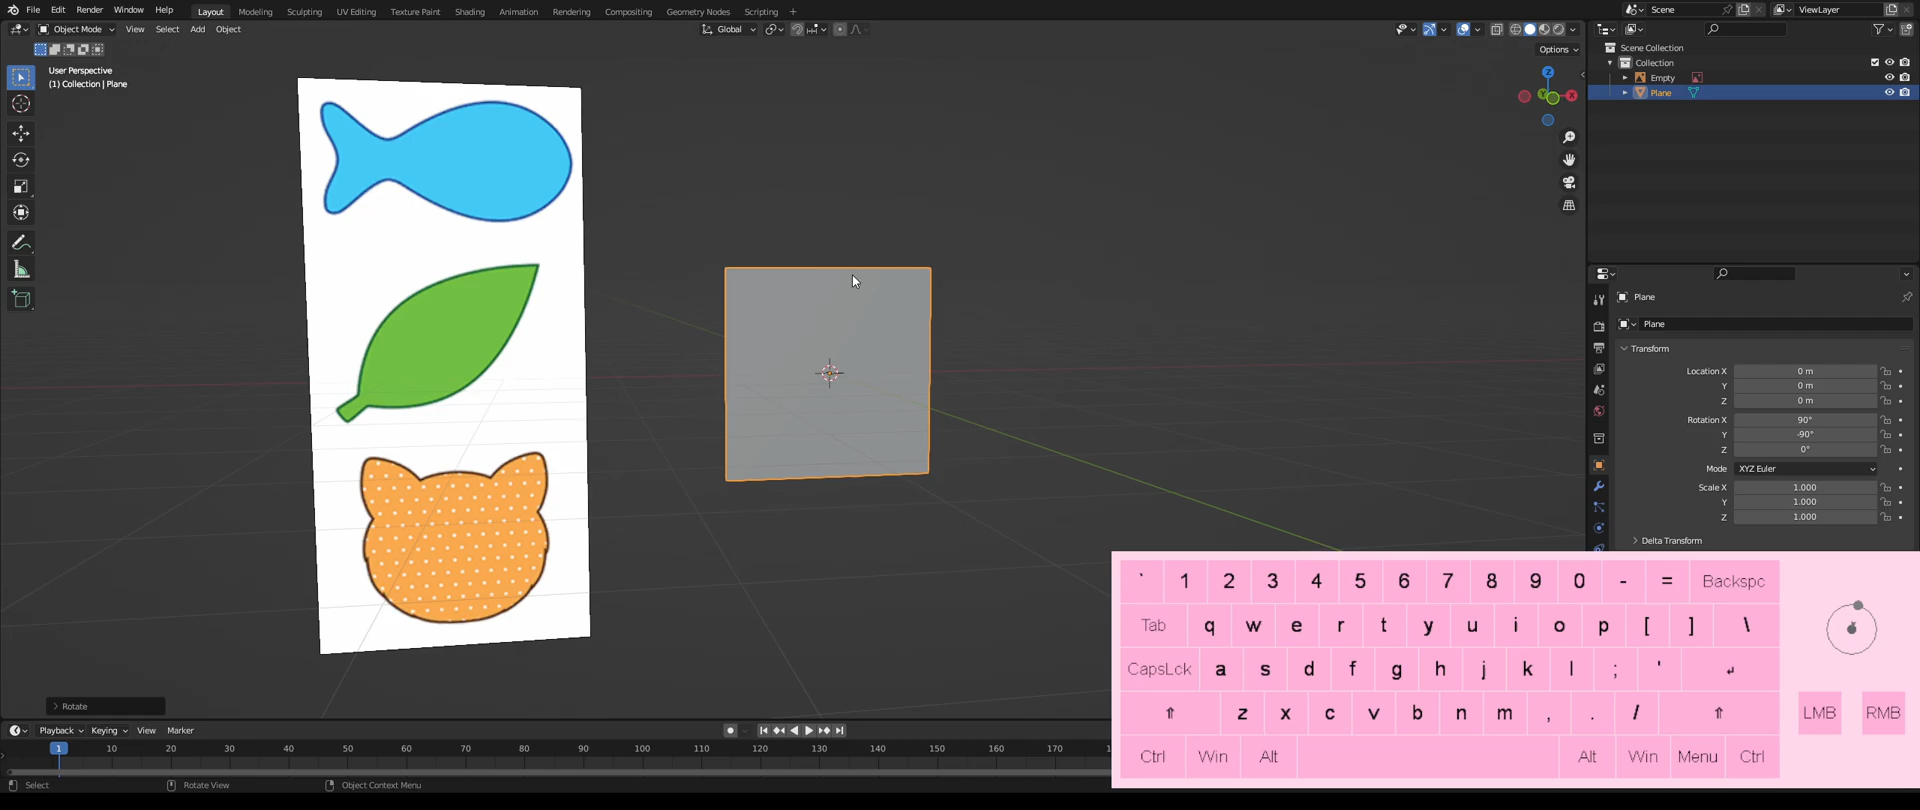 File Edit Render Window Help Layout Modeling Sculpting UV Editing Texture Paint Shading Animation Rendering Compositing Geometry Nodes Scripting + Scene ViewLayer
Object Mode View Select Add Object Global
Options
User Perspective
(1) Collection | Plane
Scene Collection
Collection
Empty
Plane
Z
X
Y
Plane
Plane
Transform
Location X 0 m
Y 0 m
Z 0 m
Rotation X 90°
Y -90°
Z 0°
Mode XYZ Euler
Scale X 1.000
Y 1.000
Z 1.000
Delta Transform
Rotate
` 1 2 3 4 5 6 7 8 9 0 - = Backspc
Tab q w e r t y u i o p [ ] \
CapsLck a s d f g h j k l ; ' ↵
⇑ z x c v b n m , . / ⇑
Ctrl Win Alt Alt Win Menu Ctrl
LMB RMB
Playback Keying View Marker
1 10 20 30 40 50 60 70 80 90 100 110 120 130 140 150 160 170
Select Rotate View Object Context Menu